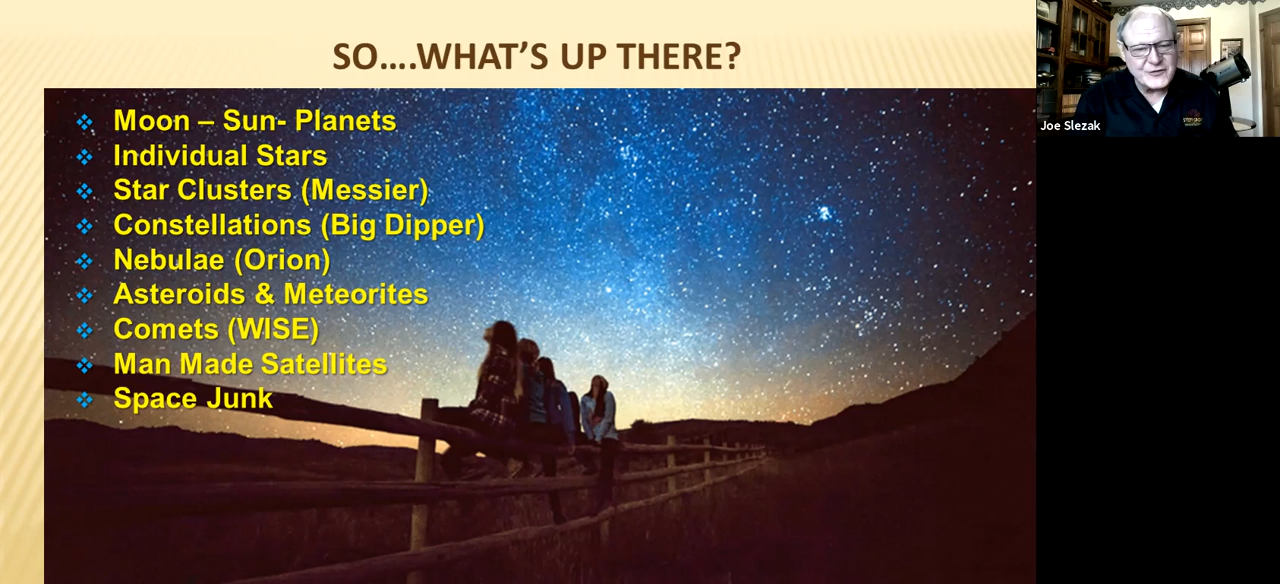 SO....WHAT'S UP THERE?
Moon – Sun- Planets
Individual Stars
Star Clusters (Messier)
Constellations (Big Dipper)
Nebulae (Orion)
Asteroids & Meteorites
Comets (WISE)
Man Made Satellites
Space Junk
Joe Slezak